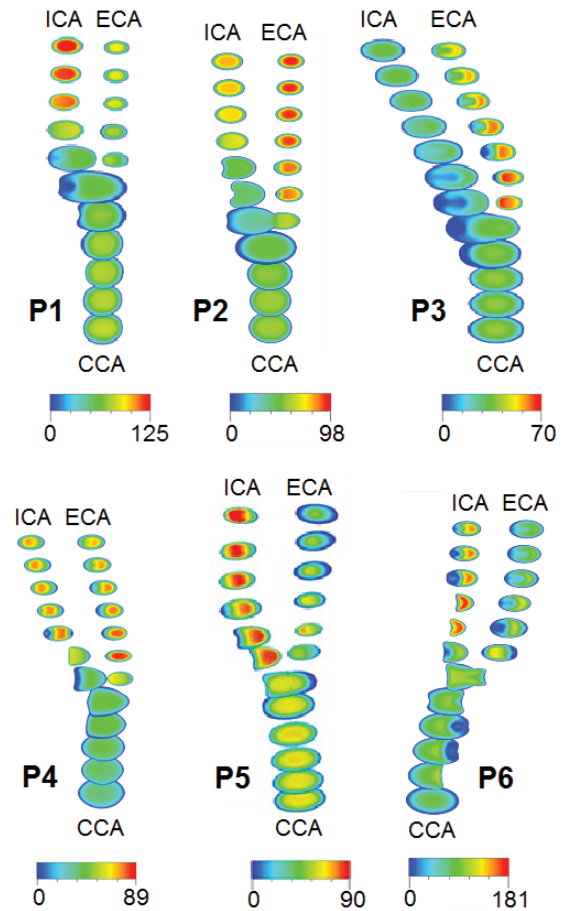 ICA ECA
ICA ECA
ICA ECA
P1
P2
P3
CCA
CCA
CCA
0 125
0 98
0 70
ICA ECA
ICA ECA
ICA ECA
P4
P5
P6
CCA
CCA
CCA
0 89
0 90
0 181